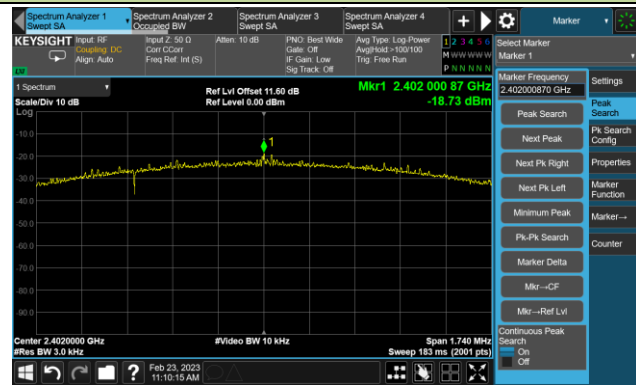 Spectrum Analyzer 1
Swept SA
Spectrum Analyzer 2
Occupied BW
Spectrum Analyzer 3
Swept SA
Spectrum Analyzer 4
Swept SA
Marker
KEYSIGHT
Input: RF
Coupling: DC
Align: Auto
Input Z: 50 Ω
Corr CCorr
Freq Ref: Int (S)
Atten: 10 dB
PNO: Best Wide
Gate: Off
IF Gain: Low
Sig Track: Off
Avg Type: Log-Power
Avg|Hold:>100/100
Trig: Free Run
1 2 3 4 5 6
M W W W W W
P N N N N N
LXI
Select Marker
Marker 1
1 Spectrum
Scale/Div 10 dB
Log
Ref Lvl Offset 11.60 dB
Ref Level 0.00 dBm
Mkr1 2.402 000 87 GHz
-18.73 dBm
1
-10.0
-20.0
-30.0
-40.0
-50.0
-60.0
-70.0
-80.0
-90.0
Center 2.4020000 GHz
#Res BW 3.0 kHz
#Video BW 10 kHz
Span 1.740 MHz
Sweep 183 ms (2001 pts)
Marker Frequency
2.402000870 GHz
Peak Search
Next Peak
Next Pk Right
Next Pk Left
Minimum Peak
Pk-Pk Search
Marker Delta
Mkr→CF
Mkr→Ref Lvl
Continuous Peak
Search
On
Off
Settings
Peak
Search
Pk Search
Config
Properties
Marker
Function
Marker→
Counter
?
Feb 23, 2023
11:10:15 AM